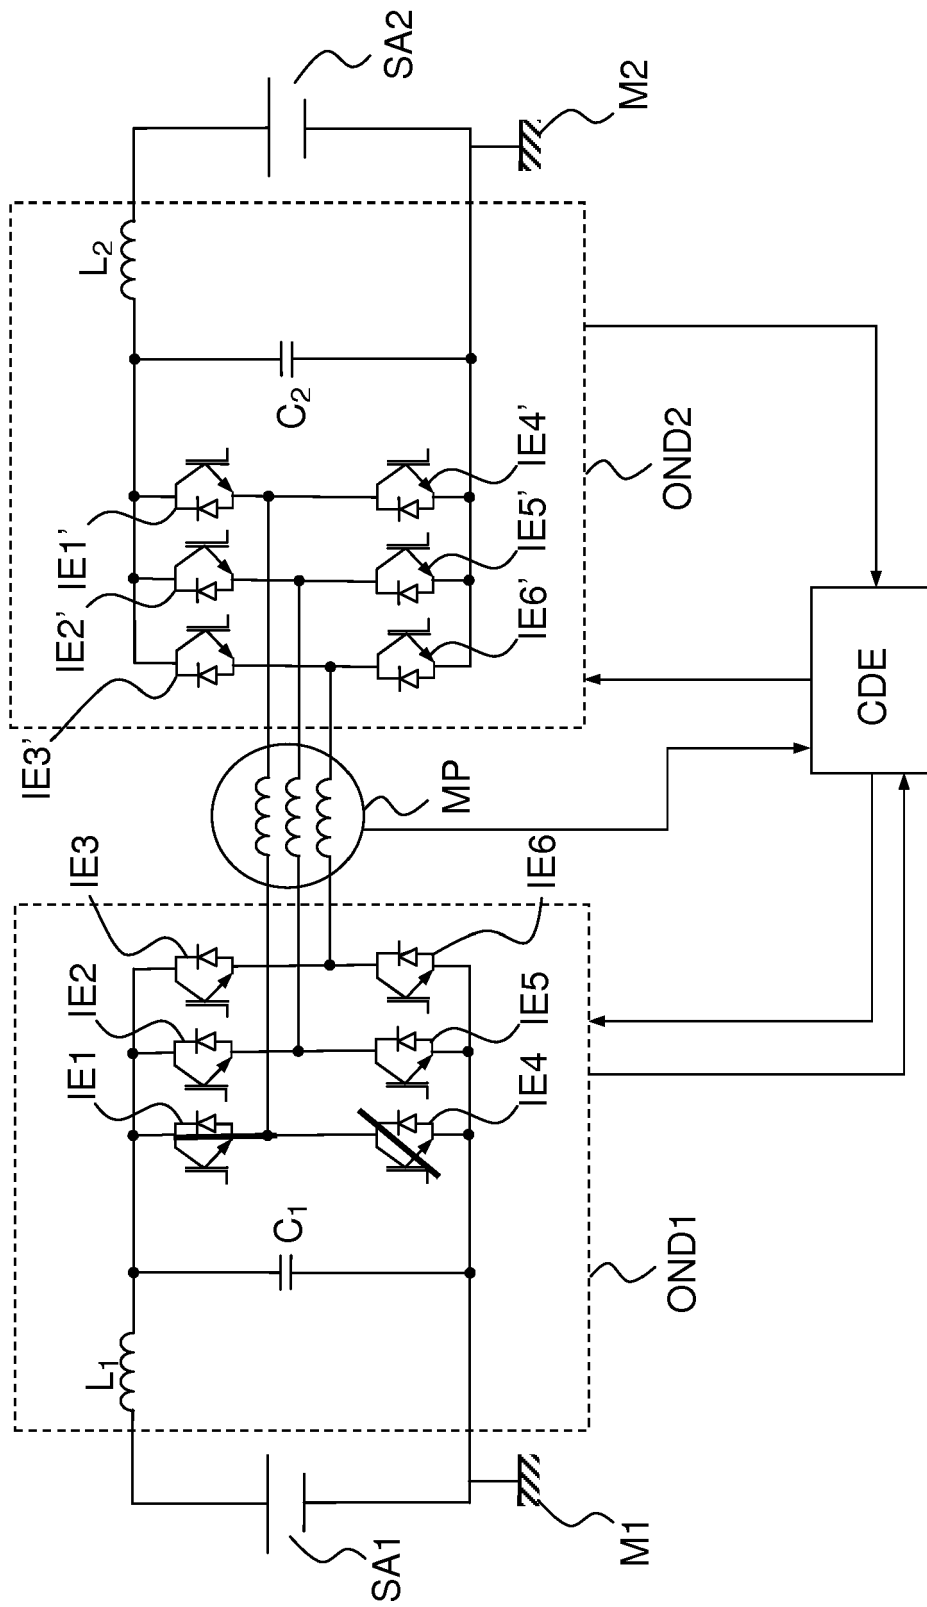 SA1
SA2
L1
L2
C1
C2
IE1
IE2
IE3
IE3'
IE2'
IE1'
IE4
IE5
IE6
IE6'
IE5'
IE4'
MP
M1
M2
OND1
OND2
CDE